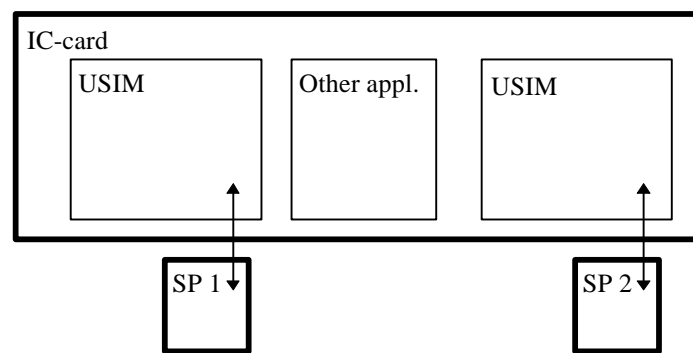 IC-card
USIM
Other appl.
USIM
SP 1
SP 2